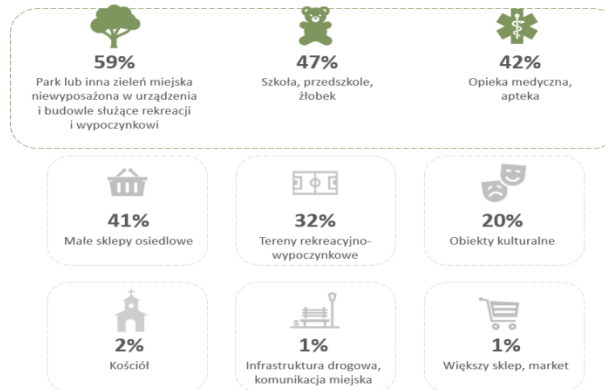 59%
Park lub inna zieleń miejska
niewyposażona w urządzenia
i budowle służące rekreacji
i wypoczynkowi
47%
Szkoła, przedszkole,
żłobek
42%
Opieka medyczna,
apteka
41%
Małe sklepy osiedlowe
32%
Tereny rekreacyjno-
wypoczynkowe
20%
Obiekty kulturalne
2%
Kościół
1%
Infrastruktura drogowa,
komunikacja miejska
1%
Większy sklep, market